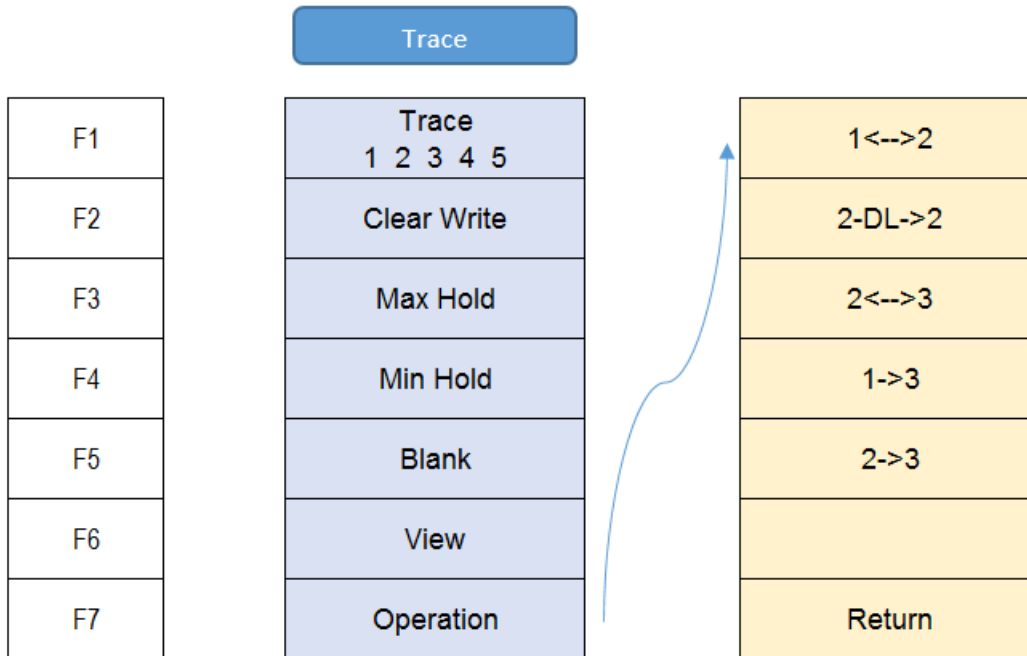 Trace
F1
Trace
1 2 3 4 5
1<-->2
F2
Clear Write
2-DL->2
F3
Max Hold
2<-->3
F4
Min Hold
1->3
F5
Blank
2->3
F6
View
F7
Operation
Return